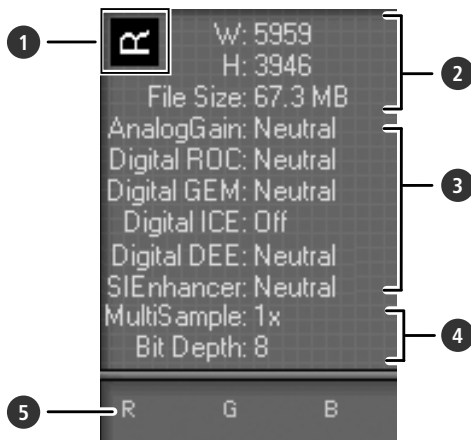 1
R
W: 5959
H: 3946
2
File Size: 67.3 MB
AnalogGain: Neutral
Digital ROC: Neutral
Digital GEM: Neutral
3
Digital ICE: Off
Digital DEE: Neutral
SIEnhancer: Neutral
MultiSample: 1x
4
Bit Depth: 8
5
R G B